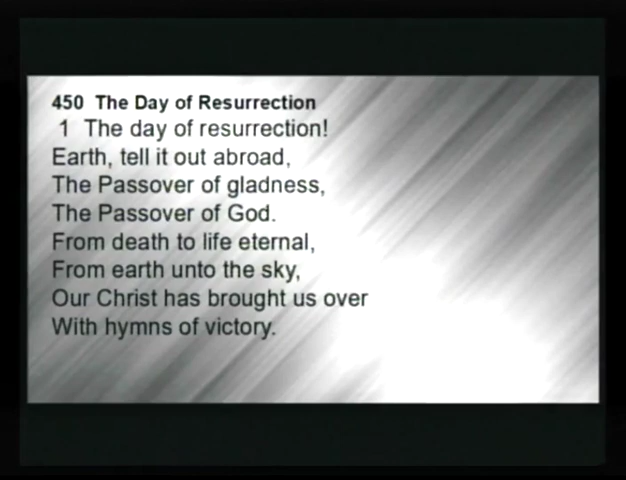 450 The Day of Resurrection
1 The day of resurrection!
Earth, tell it out abroad,
The Passover of gladness,
The Passover of God.
From death to life eternal,
From earth unto the sky,
Our Christ has brought us over
With hymns of victory.